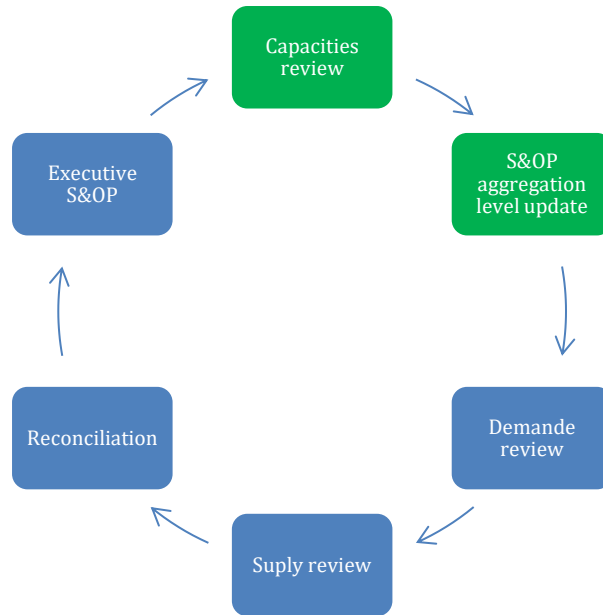 Capacities
review
S&OP
aggregation
level update
Demande
review
Suply review
Reconciliation
Executive
S&OP